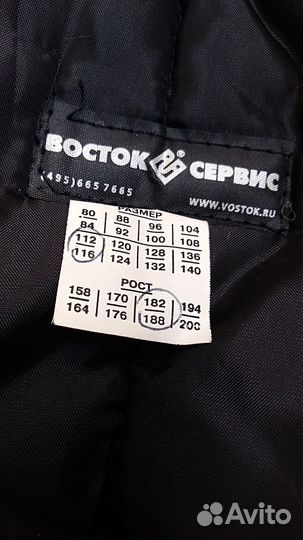 ВОСТОК СЕРВИС
(495)665 7665
WWW.VOSTOK.RU
РАЗМЕР
80 | 88 | 96 | 104
84 | 92 | 100 | 108
112 | 120 | 128 | 136
116 | 124 | 132 | 140
РОСТ
158 | 170 | 182 | 194
164 | 176 | 188 | 200
Avito